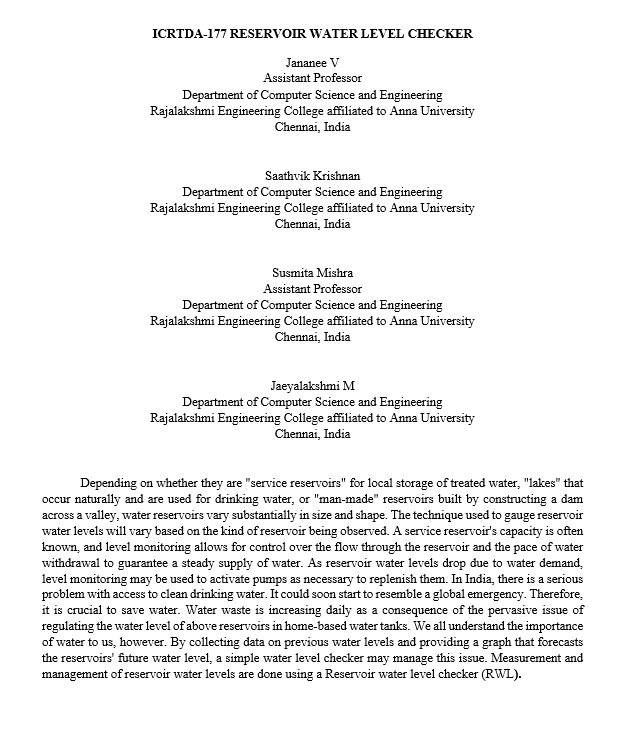 ICRTDA-177 RESERVOIR WATER LEVEL CHECKER
Jananee V
Assistant Professor
Department of Computer Science and Engineering
Rajalakshmi Engineering College affiliated to Anna University
Chennai, India
Saathvik Krishnan
Department of Computer Science and Engineering
Rajalakshmi Engineering College affiliated to Anna University
Chennai, India
Susmita Mishra
Assistant Professor
Department of Computer Science and Engineering
Rajalakshmi Engineering College affiliated to Anna University
Chennai, India
Jaeyalakshmi M
Department of Computer Science and Engineering
Rajalakshmi Engineering College affiliated to Anna University
Chennai, India
Depending on whether they are "service reservoirs" for local storage of treated water, "lakes" that
occur naturally and are used for drinking water, or "man-made" reservoirs built by constructing a dam
across a valley, water reservoirs vary substantially in size and shape. The technique used to gauge reservoir
water levels will vary based on the kind of reservoir being observed. A service reservoir's capacity is often
known, and level monitoring allows for control over the flow through the reservoir and the pace of water
withdrawal to guarantee a steady supply of water. As reservoir water levels drop due to water demand,
level monitoring may be used to activate pumps as necessary to replenish them. In India, there is a serious
problem with access to clean drinking water. It could soon start to resemble a global emergency. Therefore,
it is crucial to save water. Water waste is increasing daily as a consequence of the pervasive issue of
regulating the water level of above reservoirs in home-based water tanks. We all understand the importance
of water to us, however. By collecting data on previous water levels and providing a graph that forecasts
the reservoirs' future water level, a simple water level checker may manage this issue. Measurement and
management of reservoir water levels are done using a Reservoir water level checker (RWL).